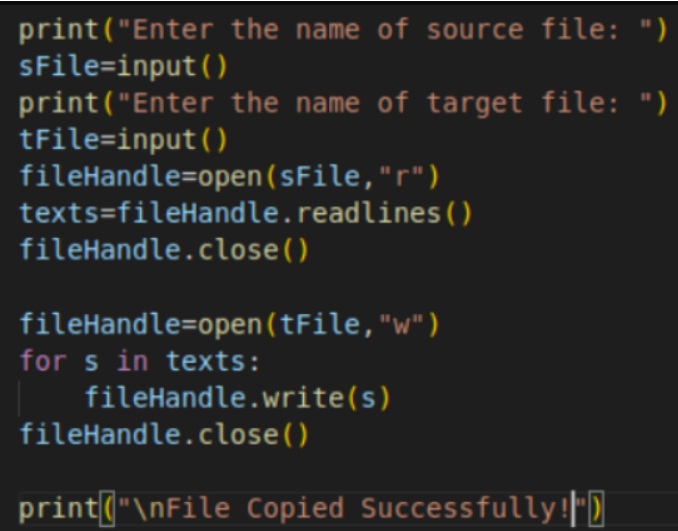 print("Enter the name of source file: ")
sFile=input()
print("Enter the name of target file: ")
tFile=input()
fileHandle=open(sFile,"r")
texts=fileHandle.readlines()
fileHandle.close()

fileHandle=open(tFile,"w")
for s in texts:
    fileHandle.write(s)
fileHandle.close()

print("\nFile Copied Successfully!")